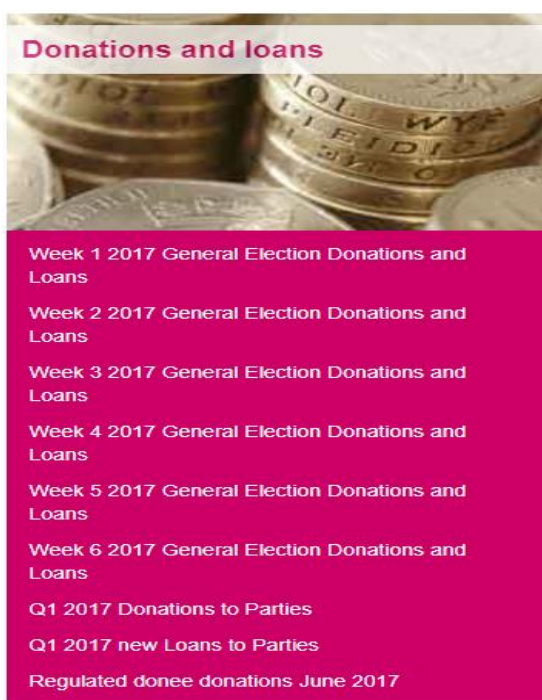 Donations and loans
IOL WYF
PLEIDIOL
Week 1 2017 General Election Donations and
Loans
Week 2 2017 General Election Donations and
Loans
Week 3 2017 General Election Donations and
Loans
Week 4 2017 General Election Donations and
Loans
Week 5 2017 General Election Donations and
Loans
Week 6 2017 General Election Donations and
Loans
Q1 2017 Donations to Parties
Q1 2017 new Loans to Parties
Regulated donee donations June 2017